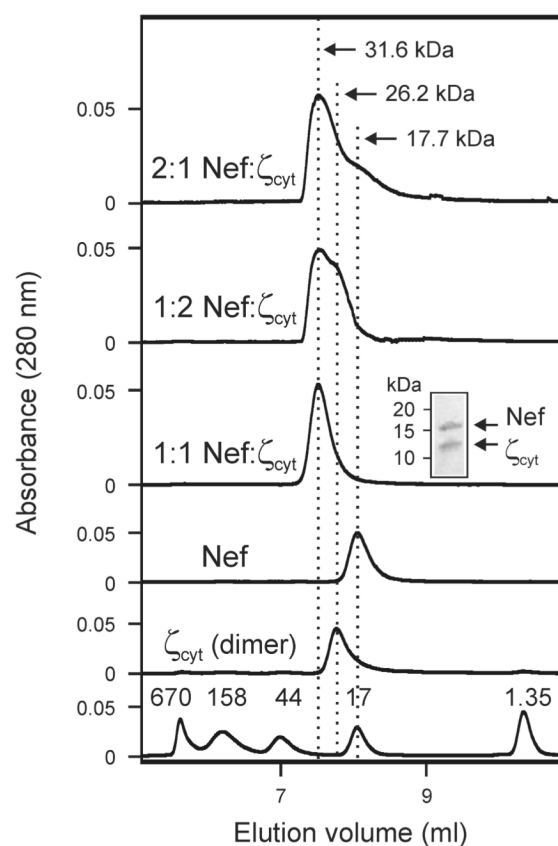 31.6 kDa
26.2 kDa
17.7 kDa
0.05
2:1 Nef:ζcyt
0
0.05
1:2 Nef:ζcyt
0
0.05
1:1 Nef:ζcyt
0
kDa
20
15
10
Nef
ζcyt
0.05
Nef
0
0.05
ζcyt (dimer)
0
670 158 44 17 1.35
0.05
0
7 9
Absorbance (280 nm)
Elution volume (ml)